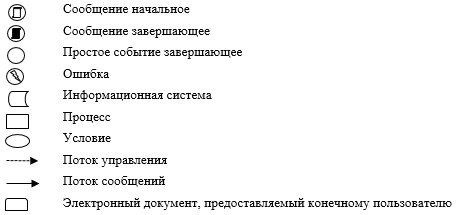 Сообщение начальное
Сообщение завершающее
Простое событие завершающее
Ошибка
Информационная система
Процесс
Условие
Поток управления
Поток сообщений
Электронный документ, предоставляемый конечному пользователю